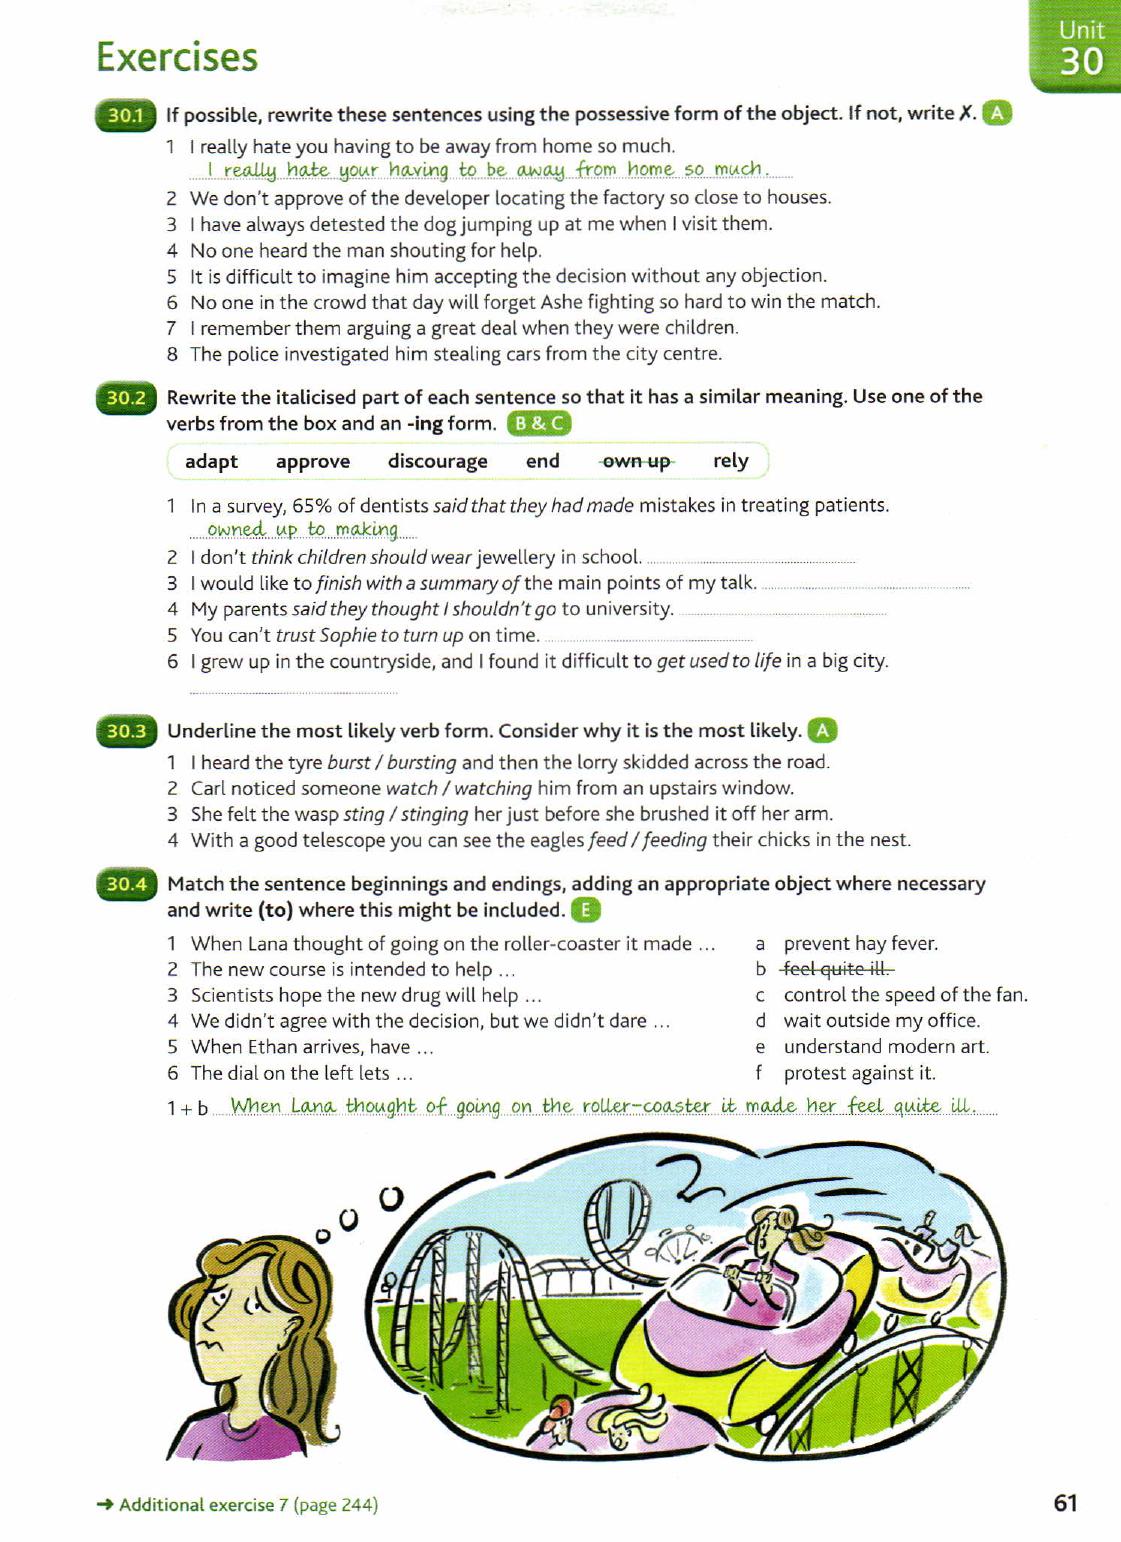 Unit
30
Exercises
30.1 If possible, rewrite these sentences using the possessive form of the object. If not, write ✗. A
1 I really hate you having to be away from home so much.
I really hate your having to be away from home so much.
2 We don't approve of the developer locating the factory so close to houses.
3 I have always detested the dog jumping up at me when I visit them.
4 No one heard the man shouting for help.
5 It is difficult to imagine him accepting the decision without any objection.
6 No one in the crowd that day will forget Ashe fighting so hard to win the match.
7 I remember them arguing a great deal when they were children.
8 The police investigated him stealing cars from the city centre.
30.2 Rewrite the italicised part of each sentence so that it has a similar meaning. Use one of the
verbs from the box and an -ing form. B & C
adapt approve discourage end own up rely
1 In a survey, 65% of dentists said that they had made mistakes in treating patients.
owned up to making
2 I don't think children should wear jewellery in school.
3 I would like to finish with a summary of the main points of my talk.
4 My parents said they thought I shouldn't go to university.
5 You can't trust Sophie to turn up on time.
6 I grew up in the countryside, and I found it difficult to get used to life in a big city.
30.3 Underline the most likely verb form. Consider why it is the most likely. A
1 I heard the tyre burst / bursting and then the lorry skidded across the road.
2 Carl noticed someone watch / watching him from an upstairs window.
3 She felt the wasp sting / stinging her just before she brushed it off her arm.
4 With a good telescope you can see the eagles feed / feeding their chicks in the nest.
30.4 Match the sentence beginnings and endings, adding an appropriate object where necessary
and write (to) where this might be included. E
1 When Lana thought of going on the roller-coaster it made ... a prevent hay fever.
2 The new course is intended to help ... b feel quite ill.
3 Scientists hope the new drug will help ... c control the speed of the fan.
4 We didn't agree with the decision, but we didn't dare ... d wait outside my office.
5 When Ethan arrives, have ... e understand modern art.
6 The dial on the left lets ... f protest against it.
1 + b When Lana thought of going on the roller-coaster it made her feel quite ill.
➜ Additional exercise 7 (page 244)
61